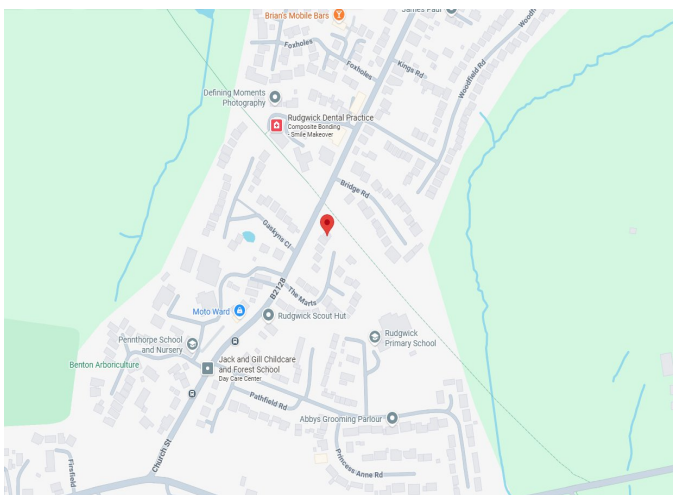 James Paul
Brian's Mobile Bars
Foxholes
Foxholes
Kings Rd
Woodfield Rd
Woodfi
Defining Moments
Photography
Rudgwick Dental Practice
Composite Bonding
- Smile Makeover
Bridge Rd
Gaskyns Cl
B2128
The Marts
Moto Ward
Rudgwick Scout Hut
Pennthorpe School
and Nursery
Rudgwick
Primary School
Benton Arboriculture
Jack and Gill Childcare
and Forest School
Day Care Center
Pathfield Rd
Abbys Grooming Parlour
Church St
Firsfield
Princess Anne Rd